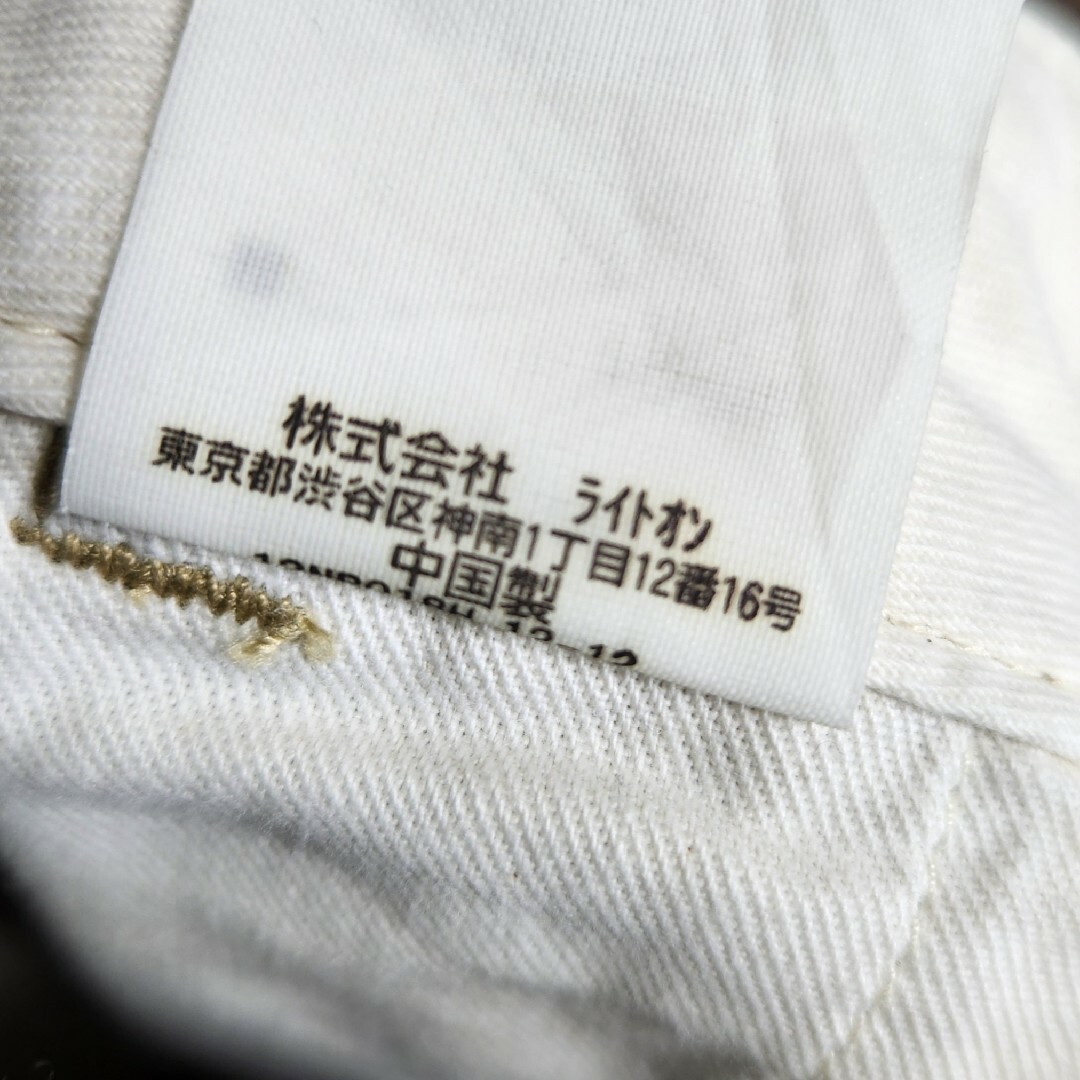 株式会社 ライトオン
東京都渋谷区神南1丁目12番16号
中国製